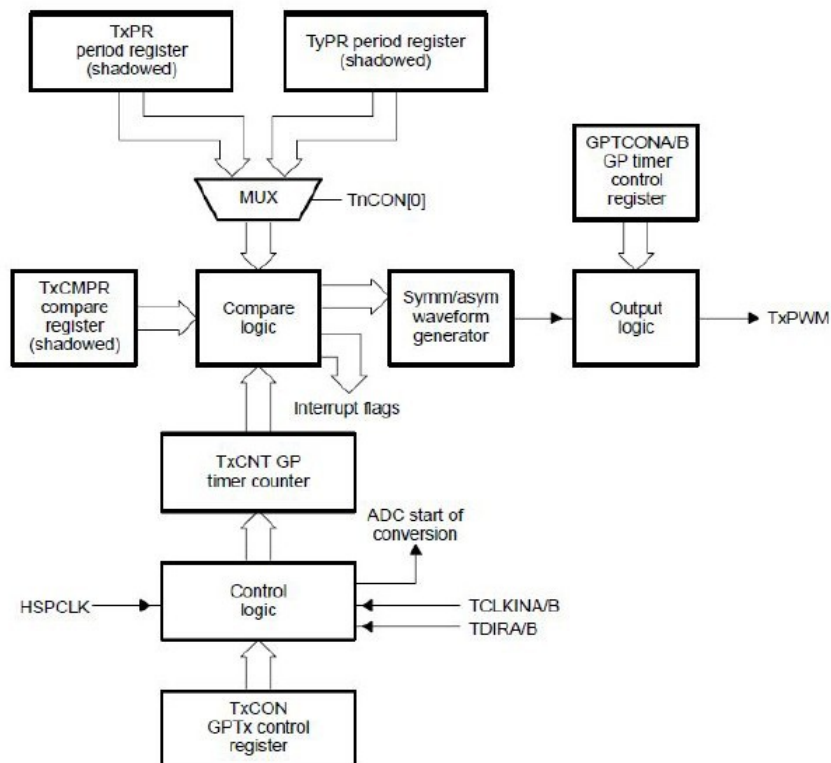 TxPR
period register
(shadowed)
TyPR period register
(shadowed)
GPTCONA/B
GP timer
control
register
MUX
TnCON[0]
TxCMPR
compare
register
(shadowed)
Compare
logic
Symm/asym
waveform
generator
Output
logic
TxPWM
Interrupt flags
TxCNT GP
timer counter
ADC start of
conversion
HSPCLK
Control
logic
TCLKINA/B
TDIRA/B
TxCON
GPTx control
register